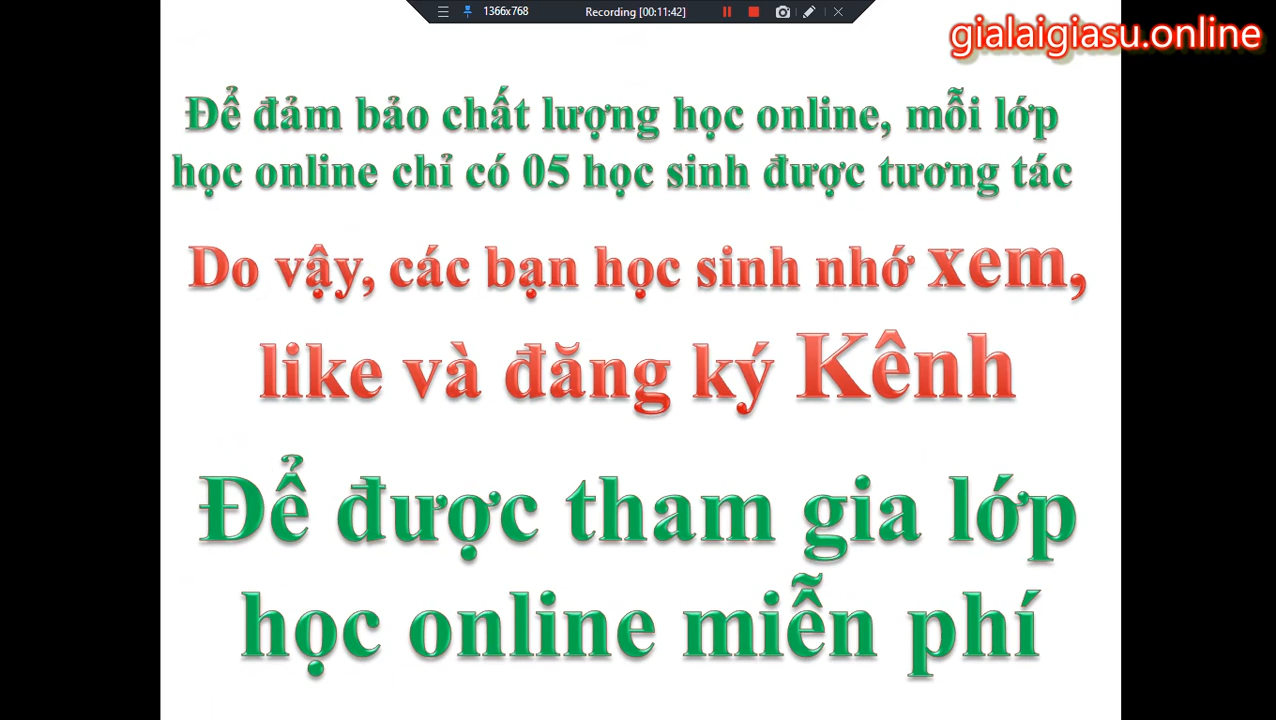 1366x768 Recording [00:11:42]
gialaigiasu.online
Để đảm bảo chất lượng học online, mỗi lớp
học online chỉ có 05 học sinh được tương tác
Do vậy, các bạn học sinh nhớ xem,
like và đăng ký Kênh
Để được tham gia lớp
học online miễn phí